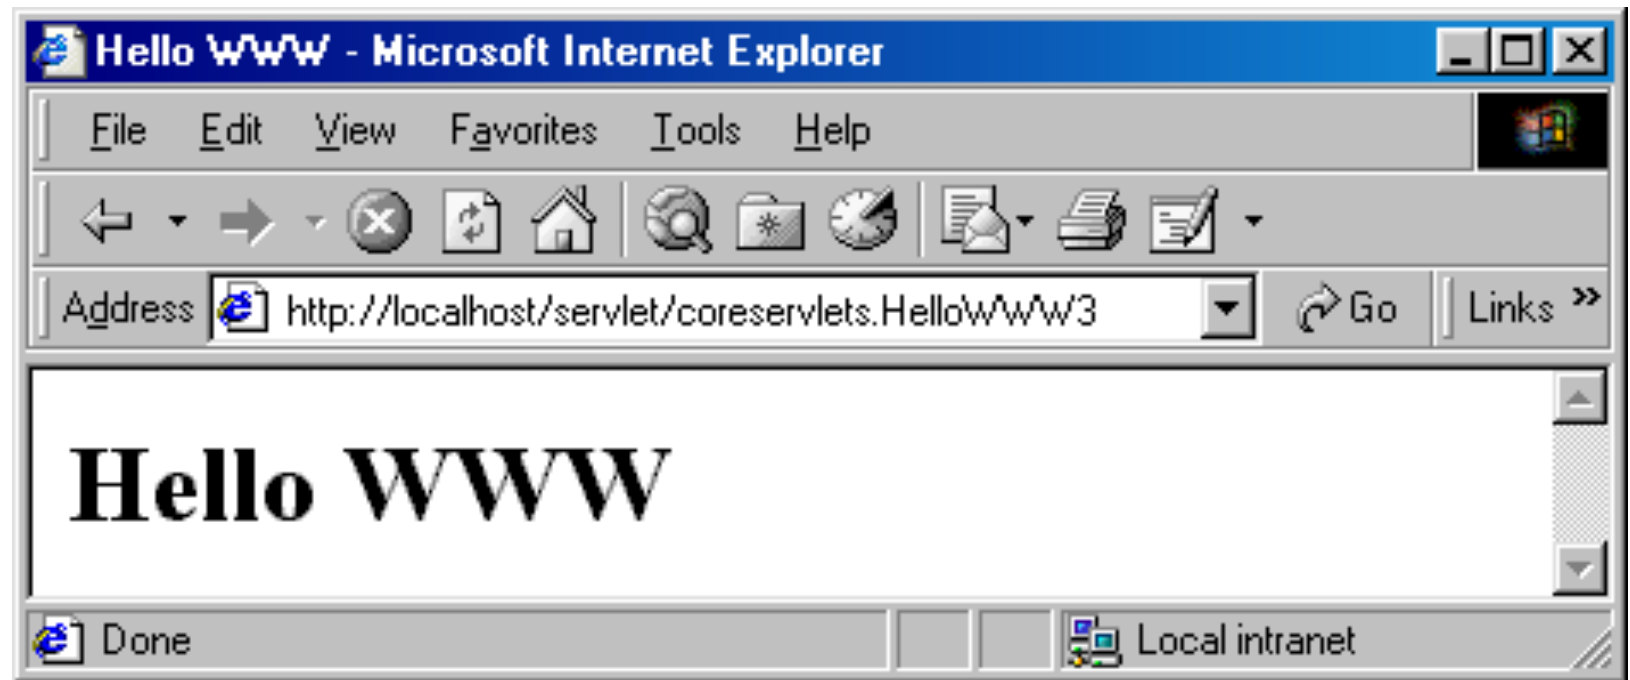 Hello WWW - Microsoft Internet Explorer
File Edit View Favorites Tools Help
Address http://localhost/servlet/coreservlets.HelloWWW3 Go Links »
Hello WWW
Done Local intranet